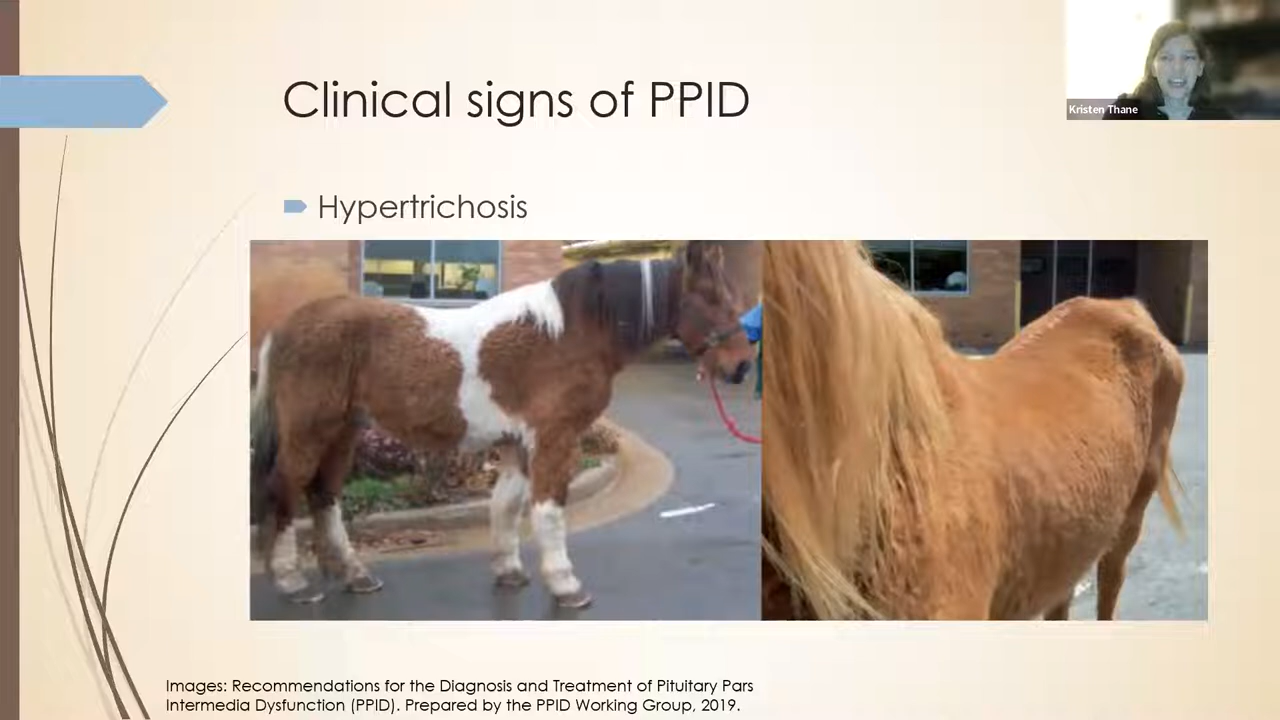 Clinical signs of PPID
Kristen Thane
Hypertrichosis
Images: Recommendations for the Diagnosis and Treatment of Pituitary Pars
Intermedia Dysfunction (PPID). Prepared by the PPID Working Group, 2019.